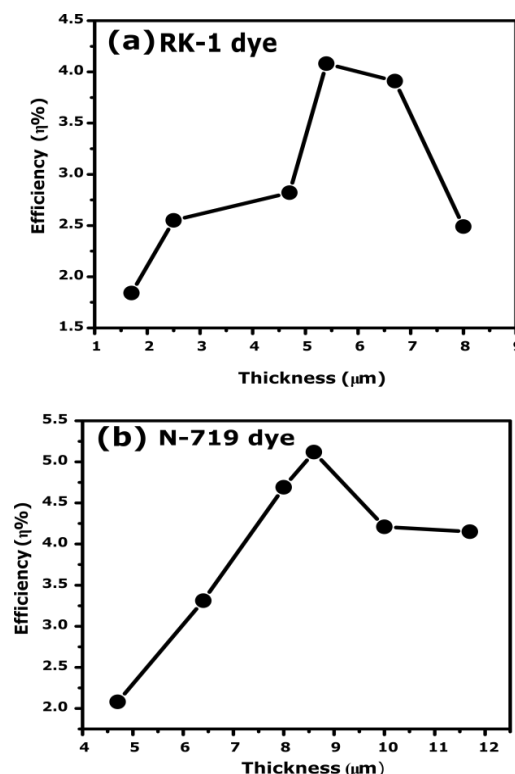 (a) RK-1 dye
4.5
4.0
3.5
3.0
2.5
2.0
1.5
Efficiency (η%)
1 2 3 4 5 6 7 8 9
Thickness (μm)
(b) N-719 dye
5.5
5.0
4.5
4.0
3.5
3.0
2.5
2.0
Efficiency (η%)
4 5 6 7 8 9 10 11 12
Thickness (μm)